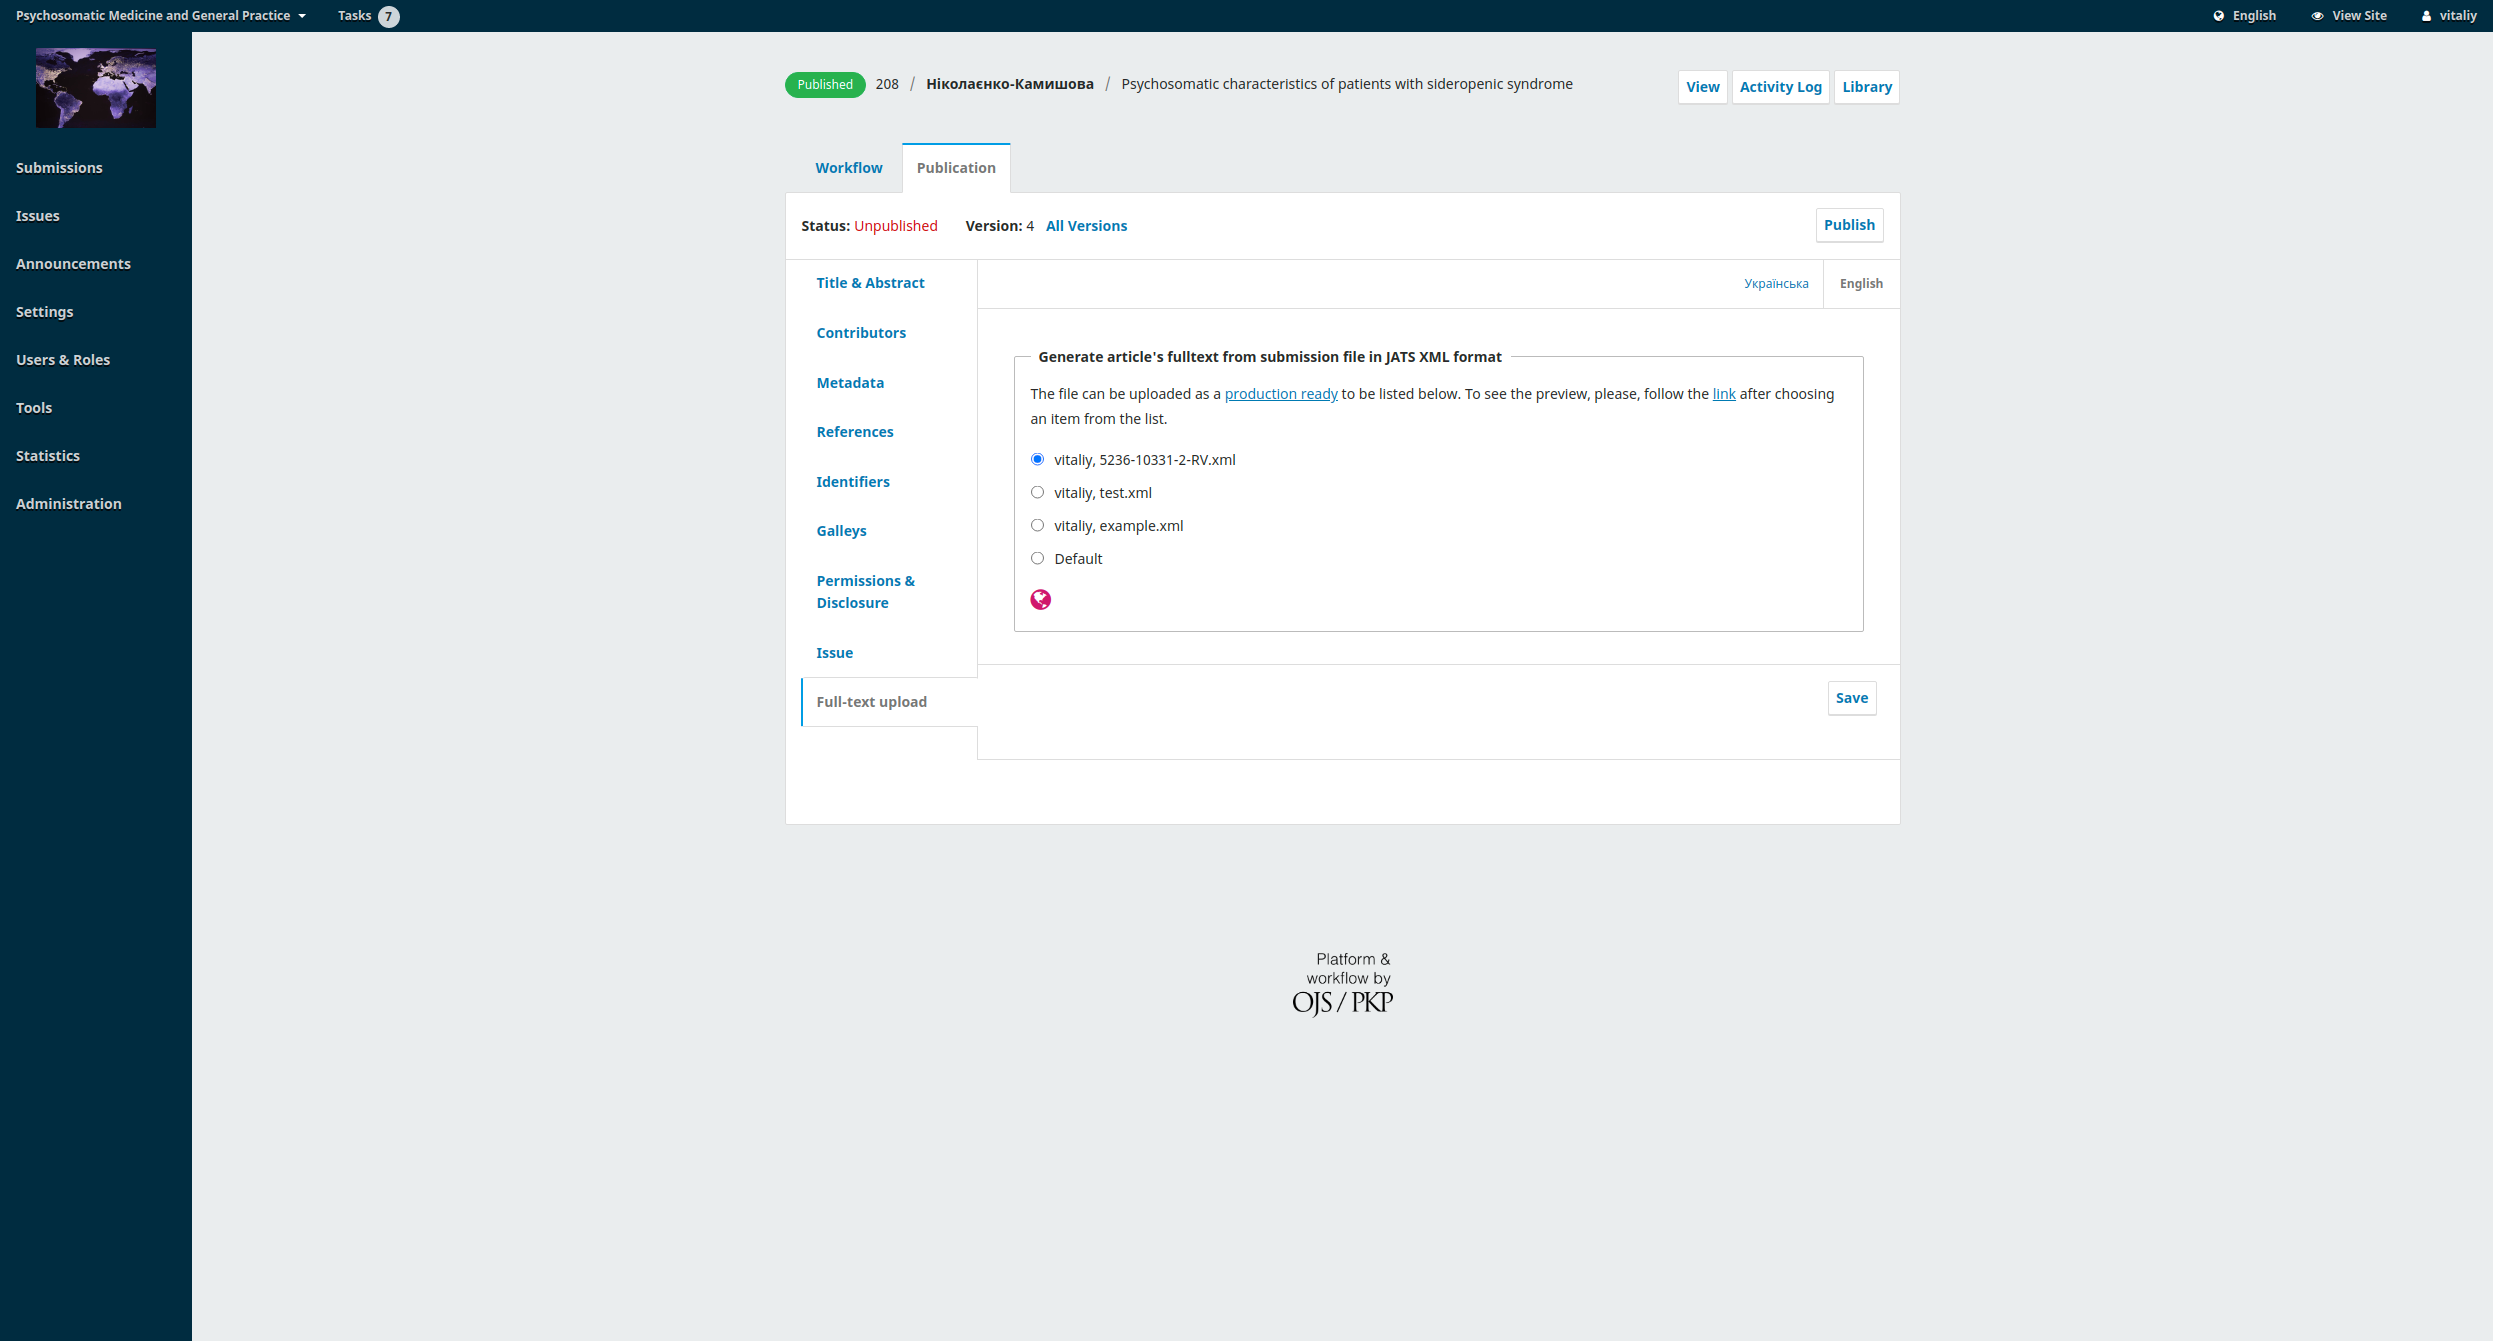 Psychosomatic Medicine and General Practice
Tasks 7
English
View Site
vitaliy
Submissions
Issues
Announcements
Settings
Users & Roles
Tools
Statistics
Administration
Published 208 / Ніколаєнко-Камишова / Psychosomatic characteristics of patients with sideropenic syndrome
View
Activity Log
Library
Workflow
Publication
Status: Unpublished Version: 4 All Versions
Publish
Title & Abstract
Contributors
Metadata
References
Identifiers
Galleys
Permissions &
Disclosure
Issue
Full-text upload
Українська
English
Generate article's fulltext from submission file in JATS XML format
The file can be uploaded as a production ready to be listed below. To see the preview, please, follow the link after choosing
an item from the list.
vitaliy, 5236-10331-2-RV.xml
vitaliy, test.xml
vitaliy, example.xml
Default
Save
Platform &
workflow by
OJS / PKP